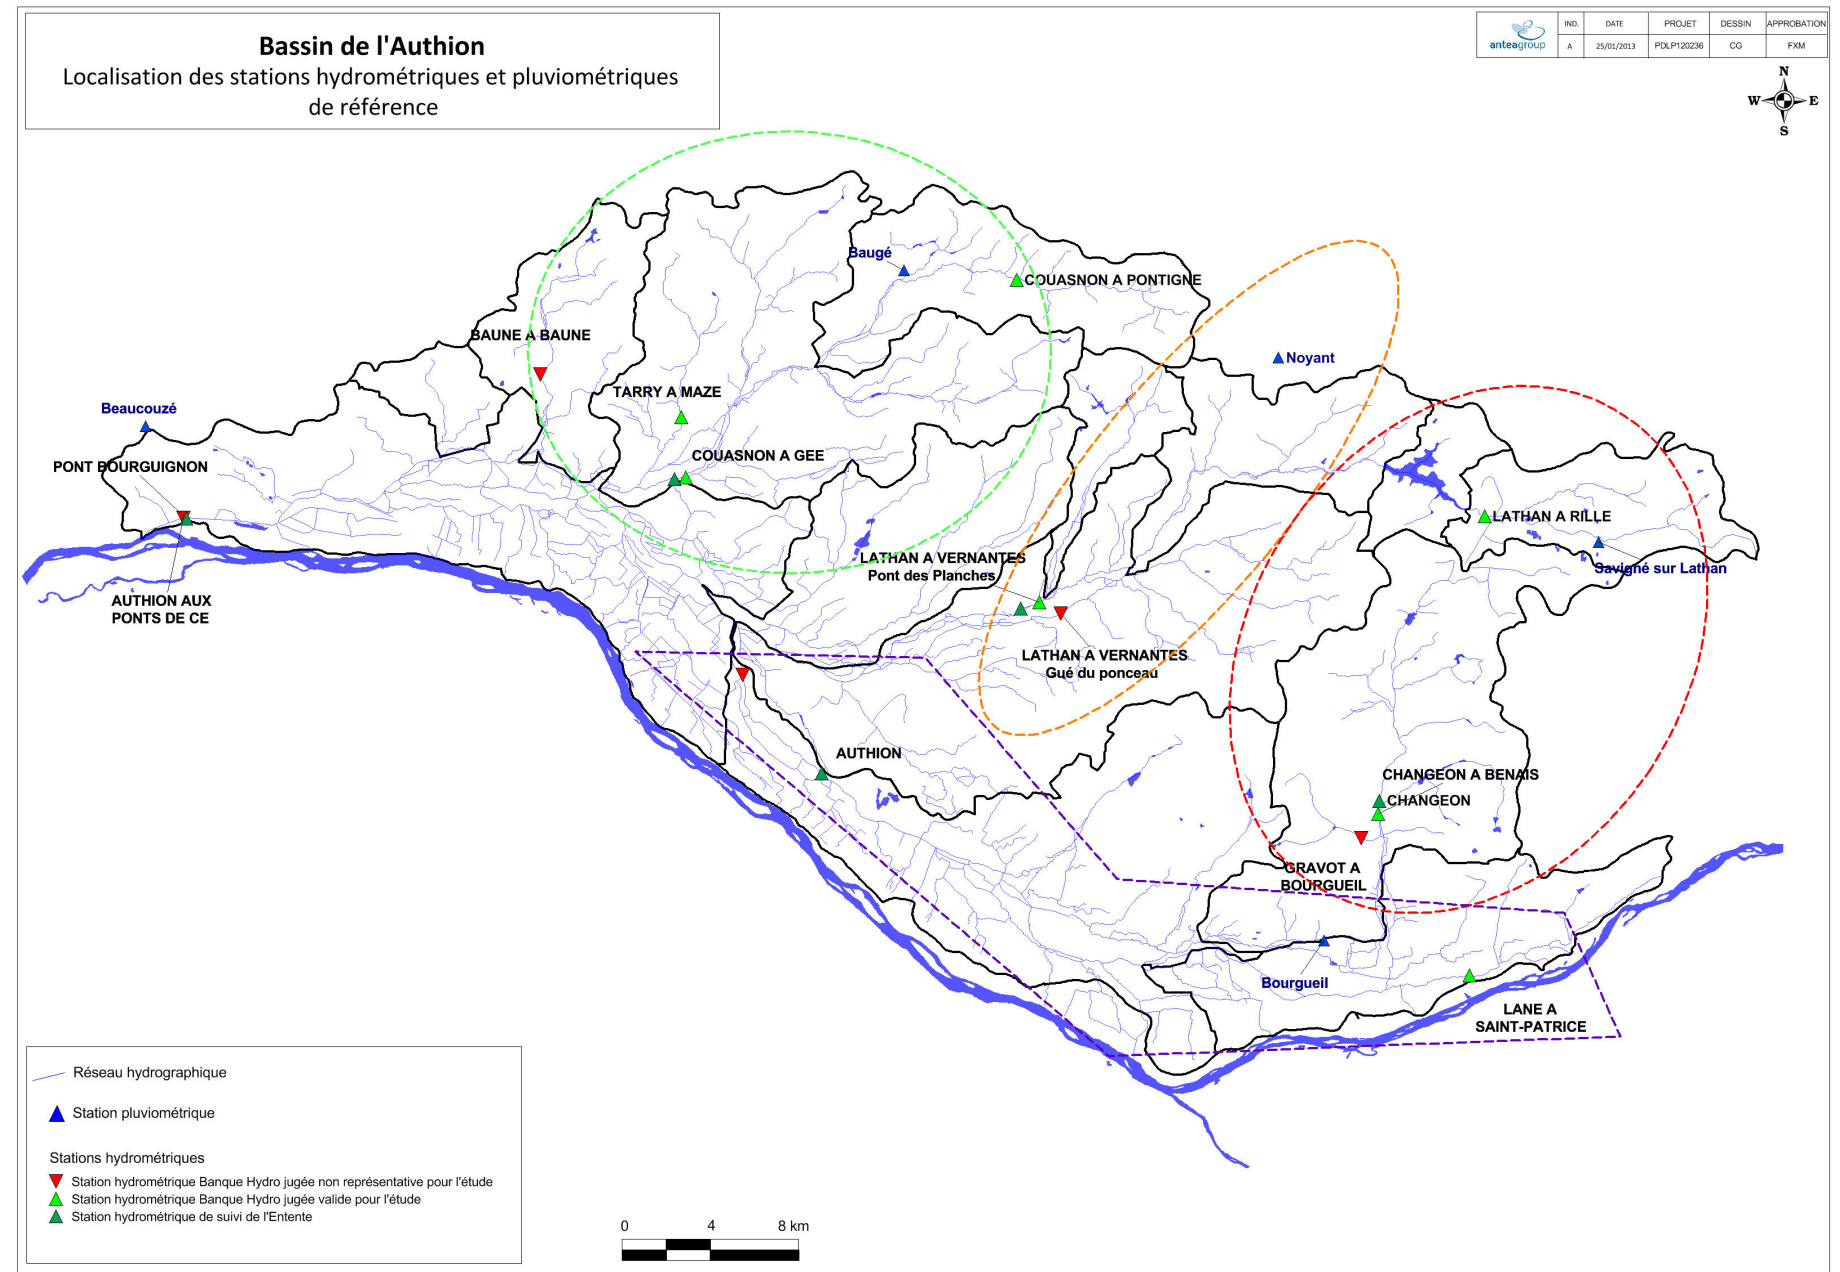 Bassin de l'Authion
Localisation des stations hydrométriques et pluviométriques
de référence
anteagroup
IND.
DATE
PROJET
DESSIN
APPROBATION
A
25/01/2013
PDLP120236
CG
FXM
N
W
E
S
Baugé
COUASNON A PONTIGNE
BAUNE A BAUNE
Noyant
TARRY A MAZE
Beaucouzé
COUASNON A GEE
PONT BOURGUIGNON
LATHAN A RILLE
LATHAN A VERNANTES
Pont des Planches
Savigné sur Lathan
AUTHION AUX
PONTS DE CE
LATHAN A VERNANTES
Gué du ponceau
AUTHION
CHANGEON A BENAIS
CHANGEON
GRAVOT A
BOURGUEIL
Bourgueil
LANE A
SAINT-PATRICE
Réseau hydrographique
Station pluviométrique
Stations hydrométriques
Station hydrométrique Banque Hydro jugée non représentative pour l'étude
Station hydrométrique Banque Hydro jugée valide pour l'étude
Station hydrométrique de suivi de l'Entente
0 4 8 km